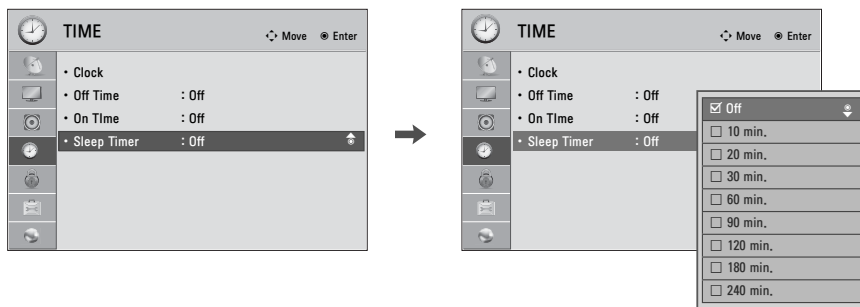 TIME
Move Enter
• Clock
• Off Time : Off
• On TIme : Off
• Sleep Timer : Off
TIME
Move Enter
• Clock
• Off Time : Off
• On TIme : Off
• Sleep Timer : Off
Off
10 min.
20 min.
30 min.
60 min.
90 min.
120 min.
180 min.
240 min.